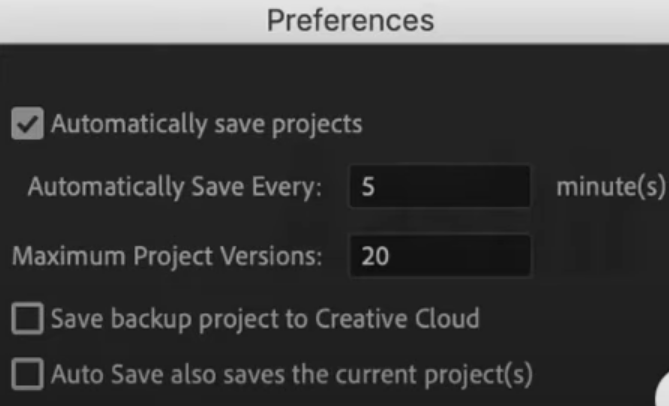 Preferences
Automatically save projects
Automatically Save Every: 5 minute(s)
Maximum Project Versions: 20
Save backup project to Creative Cloud
Auto Save also saves the current project(s)